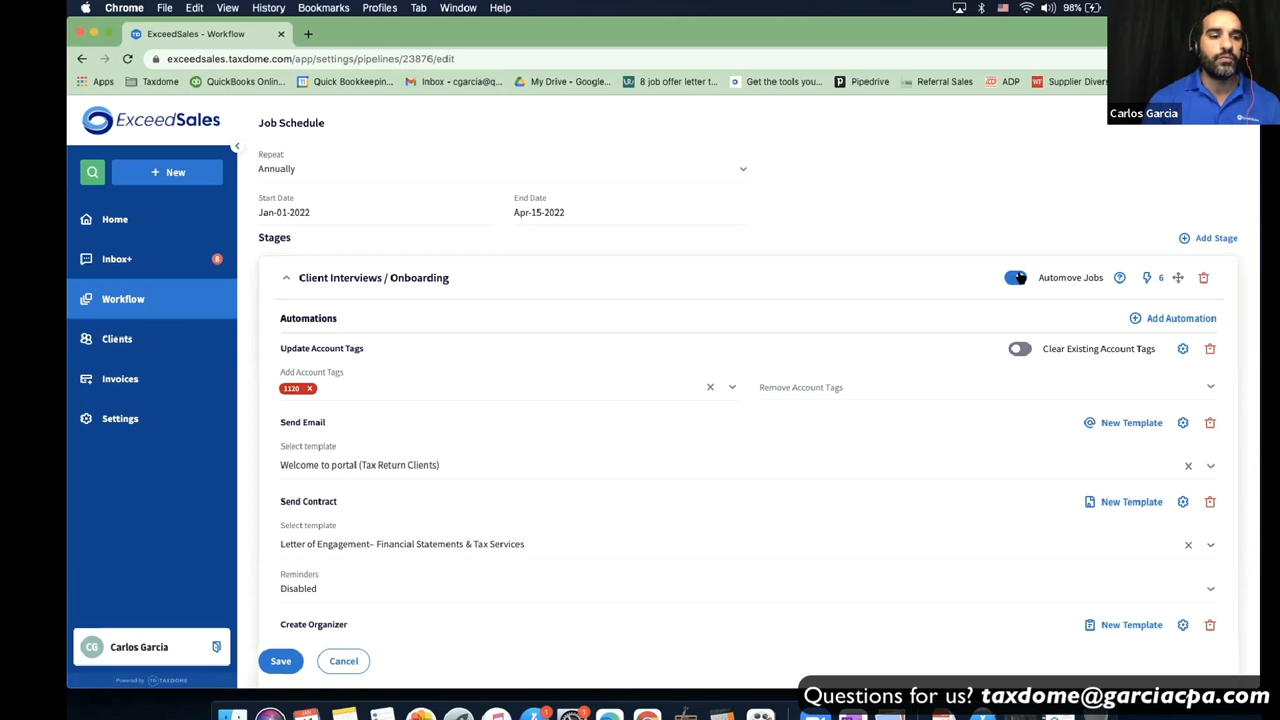 Chrome File Edit View History Bookmarks Profiles Tab Window Help 98%
ExceedSales - Workflow
exceedsales.taxdome.com/app/settings/pipelines/23876/edit
Apps Taxdome QuickBooks Onlin... Quick Bookkeepin... Inbox - cgarcia@q... My Drive - Google... 8 job offer letter t... Get the tools you... Pipedrive Referral Sales ADP Supplier Divers
Carlos Garcia
ExceedSales
New
Home
Inbox+ 8
Workflow
Clients
Invoices
Settings
CG Carlos Garcia
Powered by TAXDOME
Job Schedule
Repeat
Annually
Start Date End Date
Jan-01-2022 Apr-15-2022
Stages Add Stage
Client Interviews / Onboarding Automove Jobs 6
Automations Add Automation
Update Account Tags Clear Existing Account Tags
Add Account Tags
1120 Remove Account Tags
Send Email New Template
Select template
Welcome to portal (Tax Return Clients)
Send Contract New Template
Select template
Letter of Engagement– Financial Statements & Tax Services
Reminders
Disabled
Create Organizer New Template
Save Cancel
Questions for us? taxdome@garciacpa.com